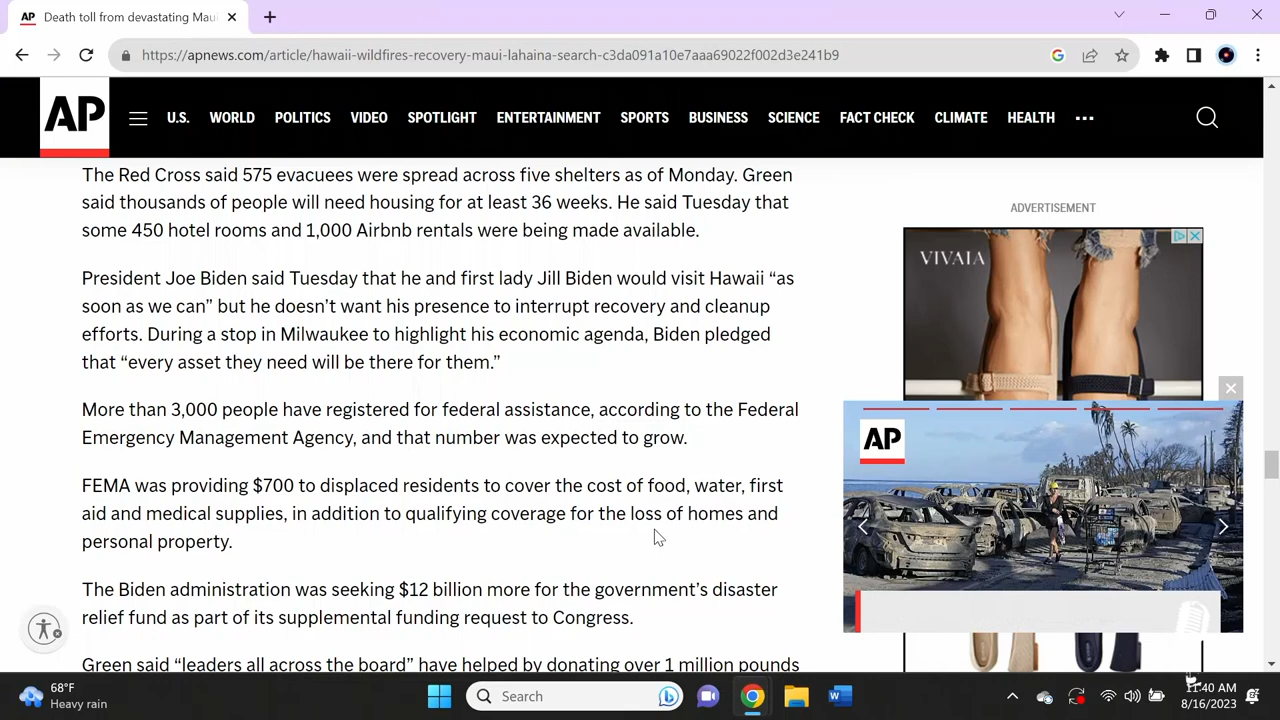 AP Death toll from devastating Maui
https://apnews.com/article/hawaii-wildfires-recovery-maui-lahaina-search-c3da091a10e7aaa69022f002d3e241b9
AP U.S. WORLD POLITICS VIDEO SPOTLIGHT ENTERTAINMENT SPORTS BUSINESS SCIENCE FACT CHECK CLIMATE HEALTH
The Red Cross said 575 evacuees were spread across five shelters as of Monday. Green
said thousands of people will need housing for at least 36 weeks. He said Tuesday that
some 450 hotel rooms and 1,000 Airbnb rentals were being made available.
President Joe Biden said Tuesday that he and first lady Jill Biden would visit Hawaii “as
soon as we can” but he doesn’t want his presence to interrupt recovery and cleanup
efforts. During a stop in Milwaukee to highlight his economic agenda, Biden pledged
that “every asset they need will be there for them.”
More than 3,000 people have registered for federal assistance, according to the Federal
Emergency Management Agency, and that number was expected to grow.
FEMA was providing $700 to displaced residents to cover the cost of food, water, first
aid and medical supplies, in addition to qualifying coverage for the loss of homes and
personal property.
The Biden administration was seeking $12 billion more for the government’s disaster
relief fund as part of its supplemental funding request to Congress.
Green said “leaders all across the board” have helped by donating over 1 million pounds
ADVERTISEMENT
VIVAIA
AP
68°F
Heavy rain
Search
11:40 AM
8/16/2023